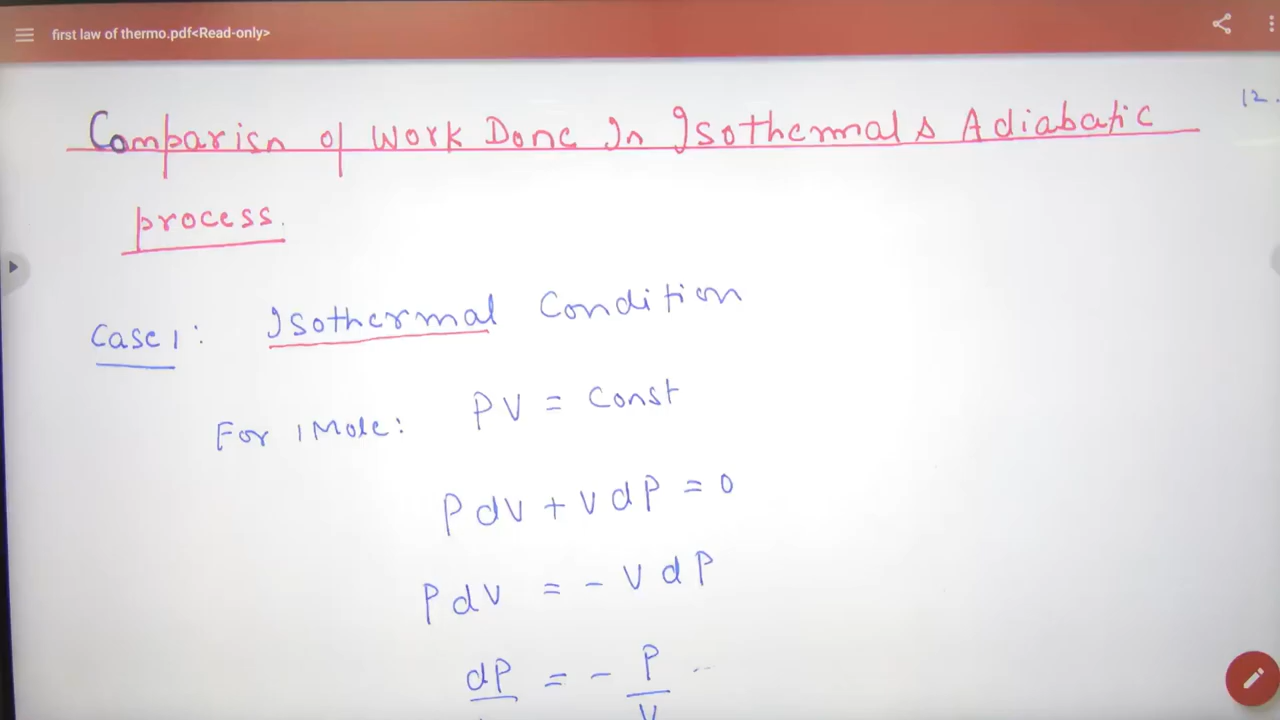 first law of thermo.pdf<Read-only>
12.
Comparisn of Work Done In Isothermal & Adiabatic
process.
Case 1: Isothermal Condition
For 1 Mole: PV = Const
PdV + VdP = 0
PdV = - VdP
dP = - P
V